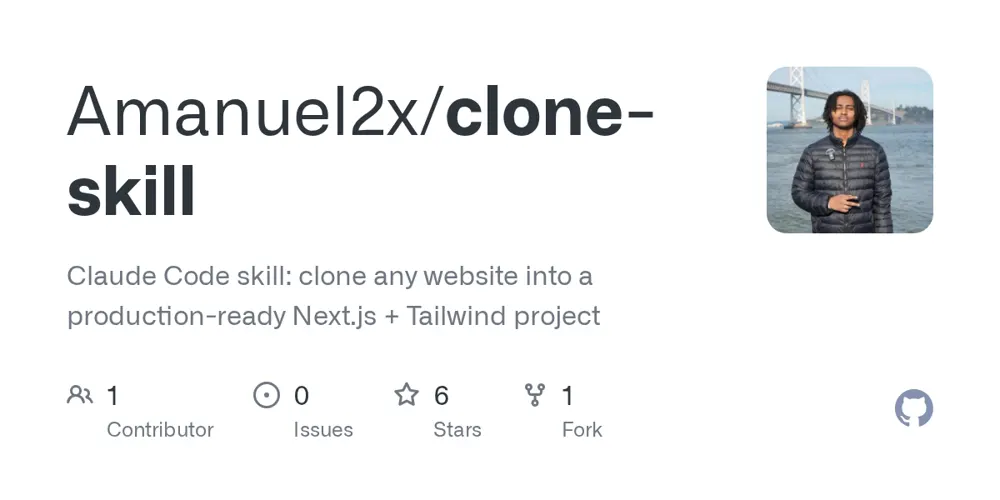 Amanuel2x/clone-
skill
Claude Code skill: clone any website into a
production-ready Next.js + Tailwind project
1
Contributor
0
Issues
6
Stars
1
Fork